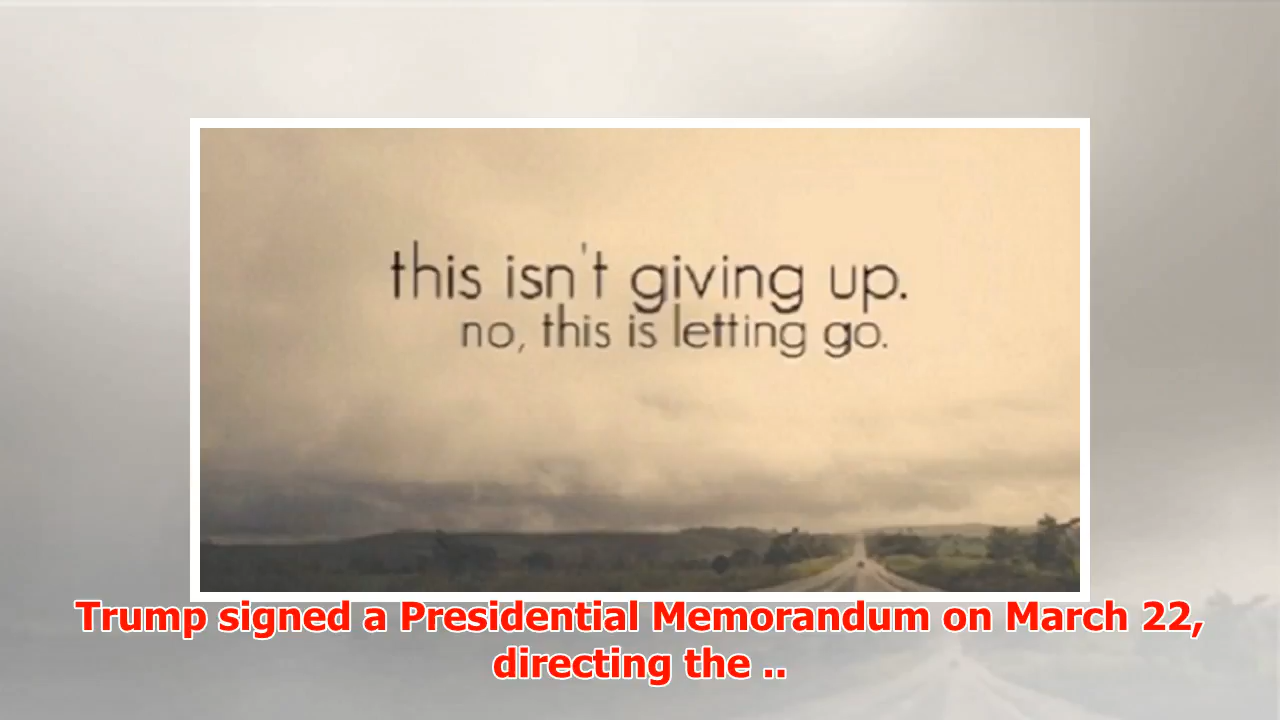 this isn't giving up.
no, this is letting go.
Trump signed a Presidential Memorandum on March 22,
directing the ..